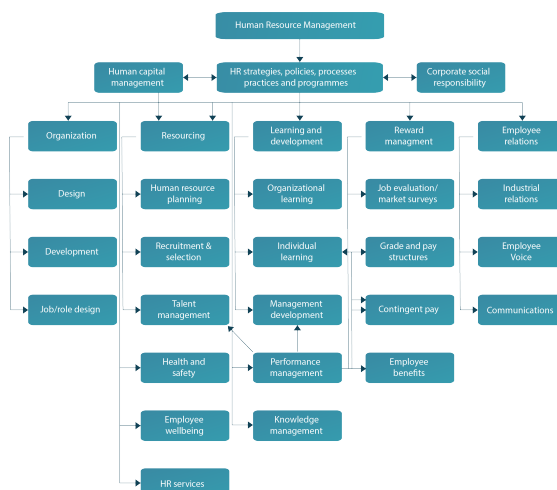 Human Resource Management
Human capital
management
HR strategies, policies, processes
practices and programmes
Corporate social
responsibility
Organization
Resourcing
Learning and
development
Reward
managment
Employee
relations
Design
Human resource
planning
Organizational
learning
Job evaluation/
market surveys
Industrial
relations
Development
Recruitment &
selection
Individual
learning
Grade and pay
structures
Employee
Voice
Job/role design
Talent
management
Management
development
Contingent pay
Communications
Health and
safety
Performance
management
Employee
benefits
Employee
wellbeing
Knowledge
management
HR services